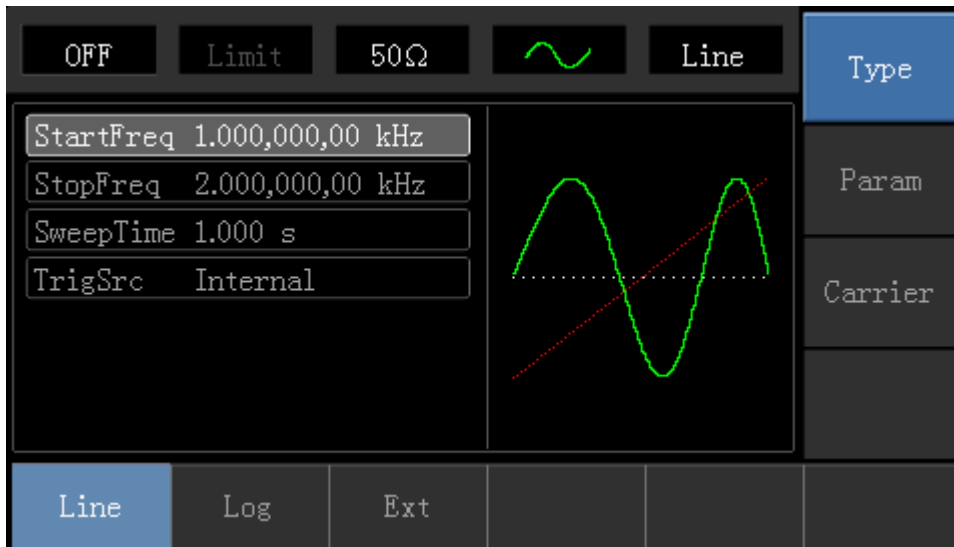 OFF Limit 50Ω Line
Type
StartFreq 1.000,000,00 kHz
StopFreq 2.000,000,00 kHz
SweepTime 1.000 s
TrigSrc Internal
Param
Carrier
Line Log Ext